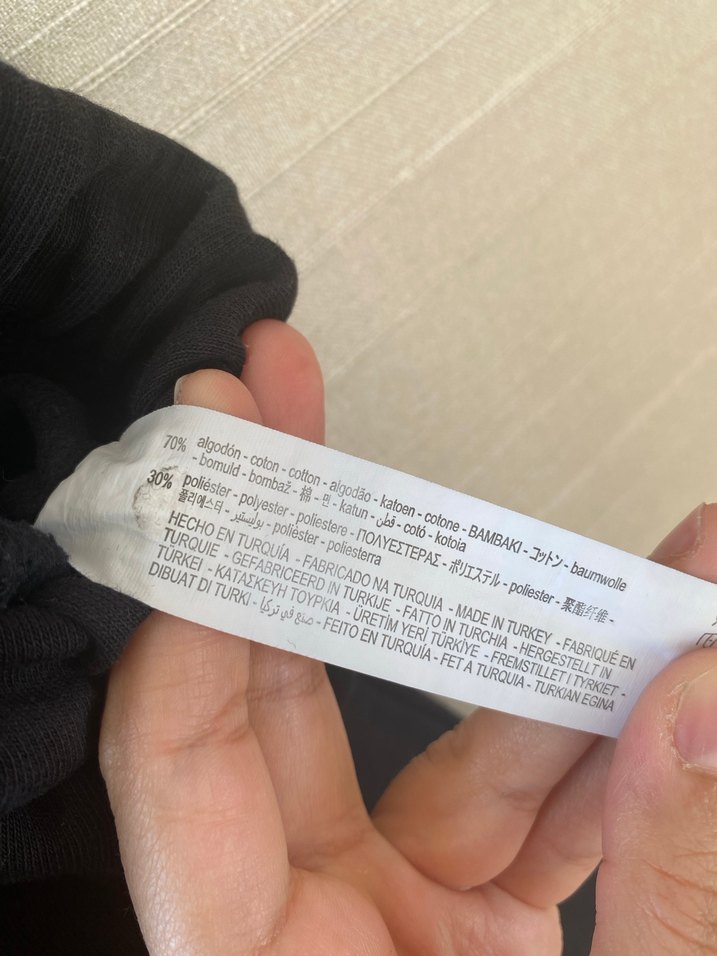 70% algodón - coton - cotton - algodão - katoen - cotone - BAMBAKI - コットン - baumwolle
- bomuld - bombaž - 棉 - 면 - katun - قطن - cotó - kotoia
30% poliéster - polyester - poliestere - ΠΟΛΥΕΣΤΕΡΑΣ - ポリエステル - poliester - 聚酯纤维 -
폴리에스터 - بوليستير - polièster - poliesterra
HECHO EN TURQUÍA - FABRICADO NA TURQUIA - MADE IN TURKEY - FABRIQUÉ EN
TURQUIE - GEFABRICEERD IN TURKIJE - FATTO IN TURCHIA - HERGESTELLT IN
TÜRKEI - ΚΑΤΑΣΚΕΥΗ ΤΟΥΡΚΙΑ - ÜRETİM YERİ TÜRKİYE - FREMSTILLET I TYRKIET -
DIBUAT DI TURKI - صنع في تركيا - FEITO EN TURQUÍA - FET A TURQUIA - TURKIAN EGINA